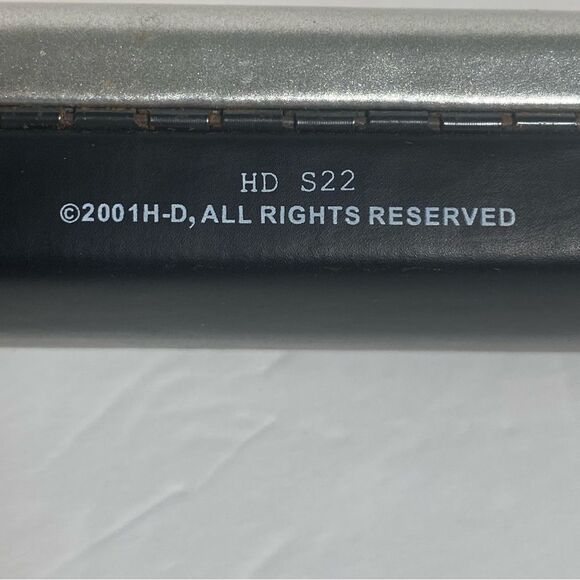 HD S22
©2001H-D, ALL RIGHTS RESERVED